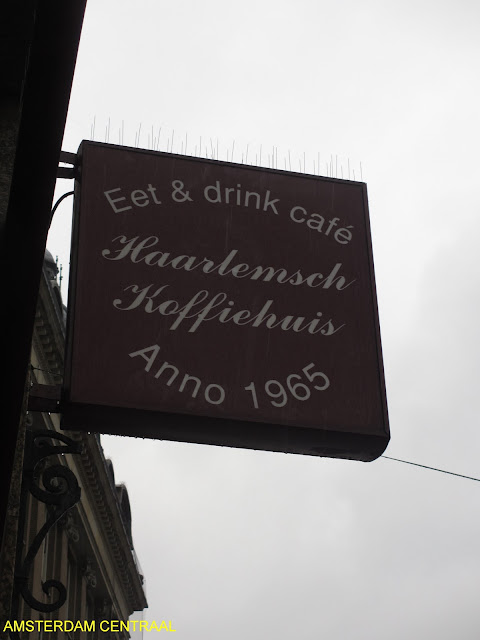 Eet & drink café
Haarlemsch
Koffiehuis
Anno 1965
AMSTERDAM CENTRAAL